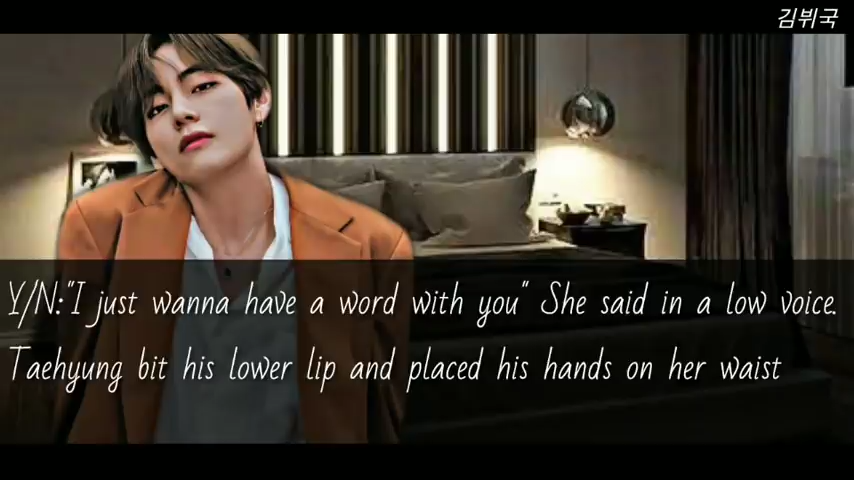 김뷔국
Y/N:"I just wanna have a word with you" She said in a low voice.
Taehyung bit his lower lip and placed his hands on her waist